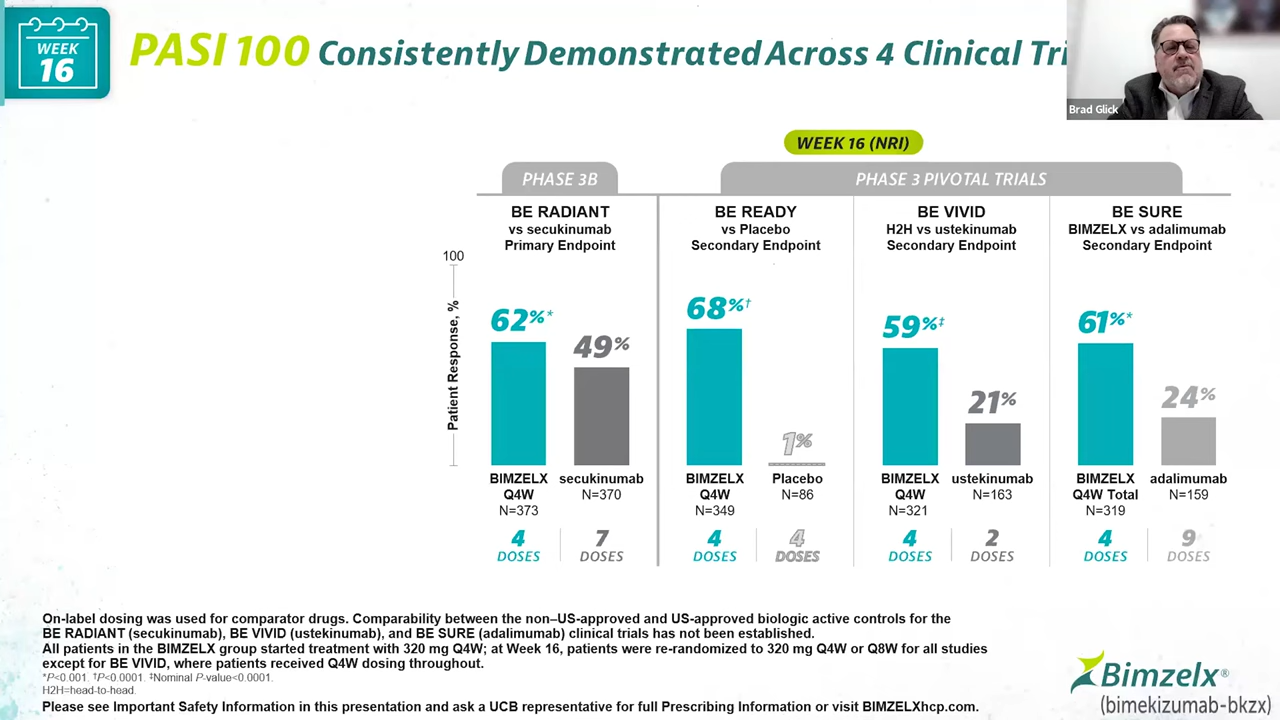 WEEK
16
PASI 100 Consistently Demonstrated Across 4 Clinical
Brad Glick
WEEK 16 (NRI)
PHASE 3B
PHASE 3 PIVOTAL TRIALS
BE RADIANT
vs secukinumab
Primary Endpoint
BE READY
vs Placebo
Secondary Endpoint
BE VIVID
H2H vs ustekinumab
Secondary Endpoint
BE SURE
BIMZELX vs adalimumab
Secondary Endpoint
100
Patient Response, %
62%*
49%
68%†
1%
59%‡
21%
61%*
24%
BIMZELX
Q4W
N=373
secukinumab
N=370
BIMZELX
Q4W
N=349
Placebo
N=86
BIMZELX
Q4W
N=321
ustekinumab
N=163
BIMZELX
Q4W Total
N=319
adalimumab
N=159
4
DOSES
7
DOSES
4
DOSES
4
DOSES
4
DOSES
2
DOSES
4
DOSES
9
DOSES
On-label dosing was used for comparator drugs. Comparability between the non–US-approved and US-approved biologic active controls for the
BE RADIANT (secukinumab), BE VIVID (ustekinumab), and BE SURE (adalimumab) clinical trials has not been established.
All patients in the BIMZELX group started treatment with 320 mg Q4W; at Week 16, patients were re-randomized to 320 mg Q4W or Q8W for all studies
except for BE VIVID, where patients received Q4W dosing throughout.
*P<0.001. †P<0.0001. ‡Nominal P-value<0.0001.
H2H=head-to-head.
Please see Important Safety Information in this presentation and ask a UCB representative for full Prescribing Information or visit BIMZELXhcp.com.
Bimzelx®
(bimekizumab-bkzx)